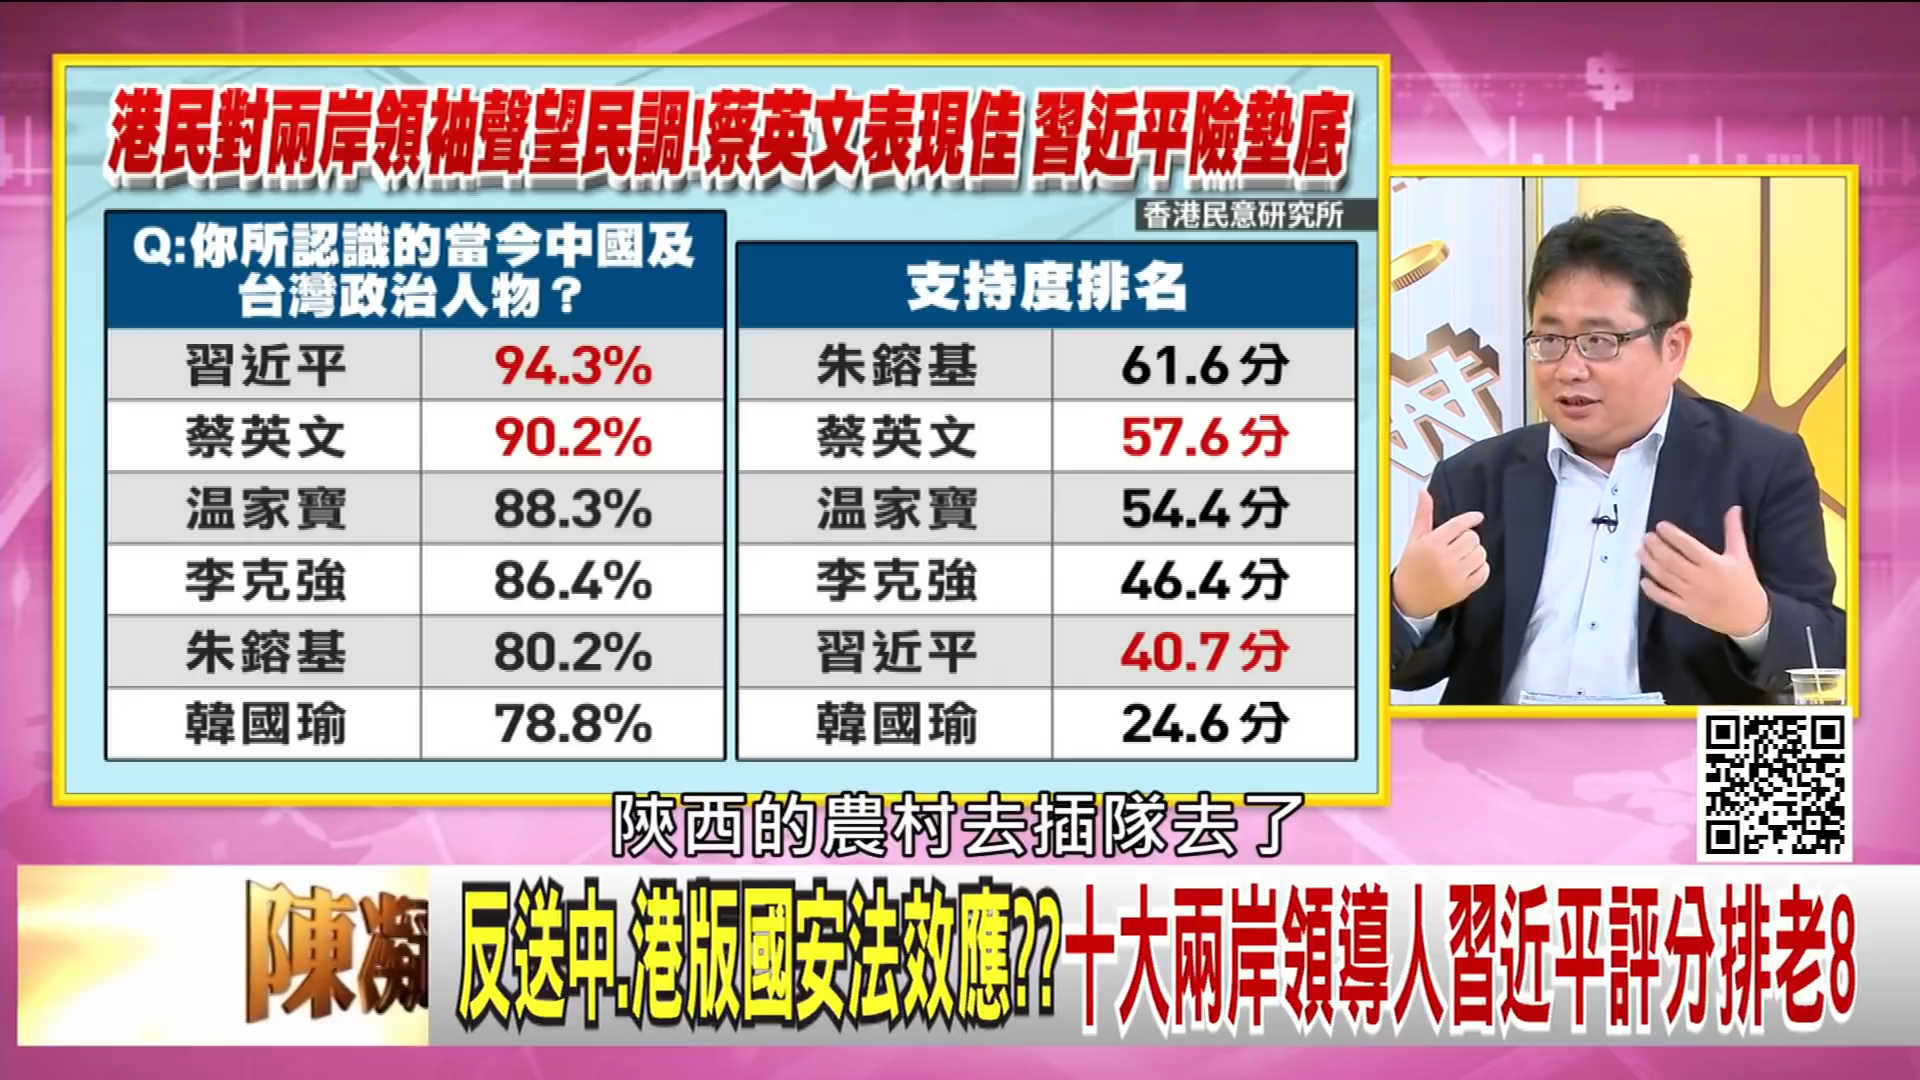 港民對兩岸領袖聲望民調!蔡英文表現佳 習近平險墊底
香港民意研究所
Q:你所認識的當今中國及
台灣政治人物？
習近平 94.3%
蔡英文 90.2%
温家寶 88.3%
李克強 86.4%
朱鎔基 80.2%
韓國瑜 78.8%
支持度排名
朱鎔基 61.6分
蔡英文 57.6分
温家寶 54.4分
李克強 46.4分
習近平 40.7分
韓國瑜 24.6分
陝西的農村去插隊去了
陳凝
反送中.港版國安法效應??十大兩岸領導人習近平評分排老8